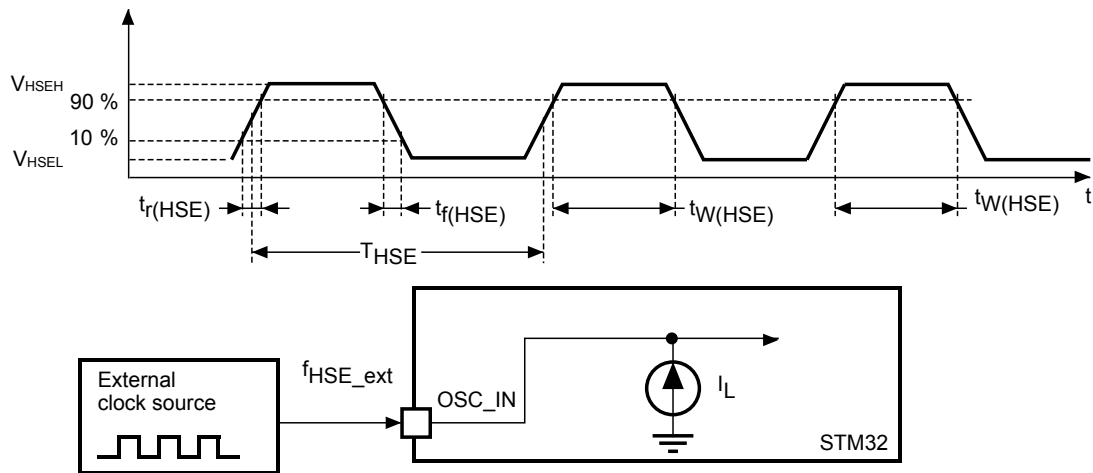 VHSEH
90 %
10 %
VHSEL
tr(HSE)
tf(HSE)
tW(HSE)
tW(HSE)
t
THSE
External
clock source
fHSE_ext
OSC_IN
IL
STM32